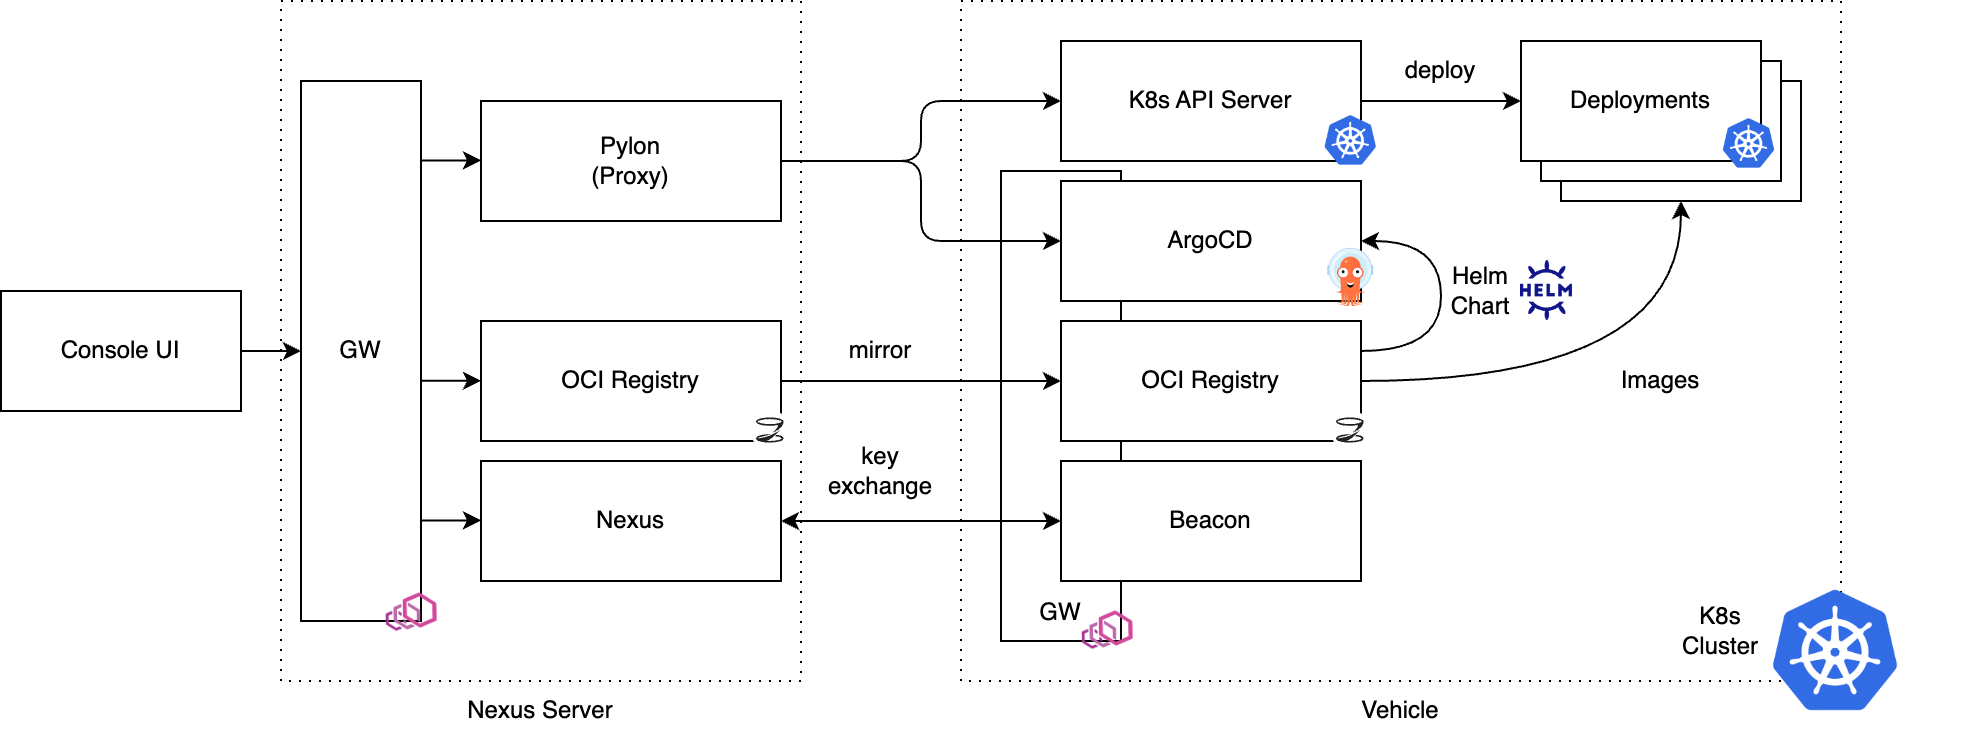 Console UI
GW
Pylon
(Proxy)
OCI Registry
Nexus
Nexus Server
mirror
key
exchange
K8s API Server
deploy
Deployments
ArgoCD
Helm
Chart
HELM
OCI Registry
Images
Beacon
GW
K8s
Cluster
Vehicle